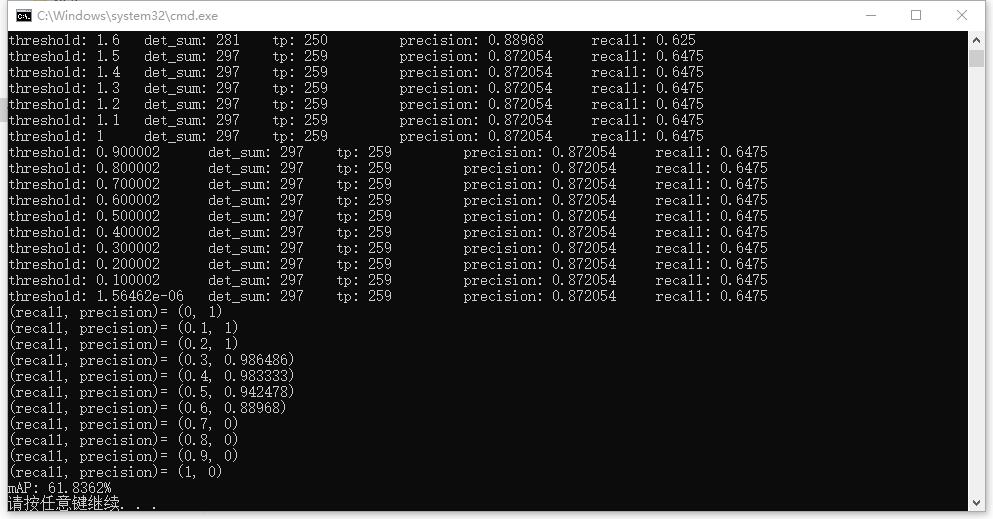 C:\Windows\system32\cmd.exe
threshold: 1.6 det_sum: 281 tp: 250 precision: 0.88968 recall: 0.625
threshold: 1.5 det_sum: 297 tp: 259 precision: 0.872054 recall: 0.6475
threshold: 1.4 det_sum: 297 tp: 259 precision: 0.872054 recall: 0.6475
threshold: 1.3 det_sum: 297 tp: 259 precision: 0.872054 recall: 0.6475
threshold: 1.2 det_sum: 297 tp: 259 precision: 0.872054 recall: 0.6475
threshold: 1.1 det_sum: 297 tp: 259 precision: 0.872054 recall: 0.6475
threshold: 1 det_sum: 297 tp: 259 precision: 0.872054 recall: 0.6475
threshold: 0.900002 det_sum: 297 tp: 259 precision: 0.872054 recall: 0.6475
threshold: 0.800002 det_sum: 297 tp: 259 precision: 0.872054 recall: 0.6475
threshold: 0.700002 det_sum: 297 tp: 259 precision: 0.872054 recall: 0.6475
threshold: 0.600002 det_sum: 297 tp: 259 precision: 0.872054 recall: 0.6475
threshold: 0.500002 det_sum: 297 tp: 259 precision: 0.872054 recall: 0.6475
threshold: 0.400002 det_sum: 297 tp: 259 precision: 0.872054 recall: 0.6475
threshold: 0.300002 det_sum: 297 tp: 259 precision: 0.872054 recall: 0.6475
threshold: 0.200002 det_sum: 297 tp: 259 precision: 0.872054 recall: 0.6475
threshold: 0.100002 det_sum: 297 tp: 259 precision: 0.872054 recall: 0.6475
threshold: 1.56462e-06 det_sum: 297 tp: 259 precision: 0.872054 recall: 0.6475
(recall, precision)= (0, 1)
(recall, precision)= (0.1, 1)
(recall, precision)= (0.2, 1)
(recall, precision)= (0.3, 0.986486)
(recall, precision)= (0.4, 0.983333)
(recall, precision)= (0.5, 0.942478)
(recall, precision)= (0.6, 0.88968)
(recall, precision)= (0.7, 0)
(recall, precision)= (0.8, 0)
(recall, precision)= (0.9, 0)
(recall, precision)= (1, 0)
mAP: 61.8362%
请按任意键继续. . .